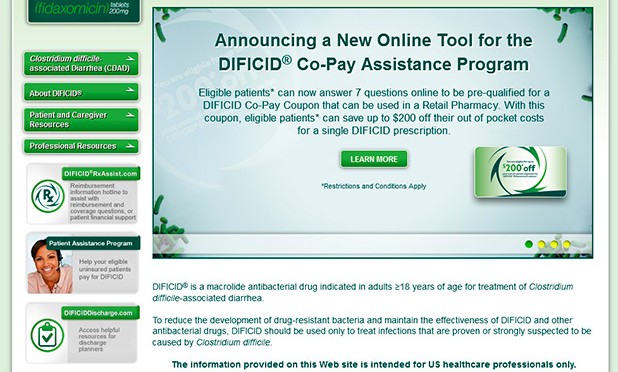 (fidaxomicin) tablets
200mg
Clostridium difficile-
associated Diarrhea (CDAD)
About DIFICID®
Patient and Caregiver
Resources
Professional Resources
DIFICID®RxAssist.com
Rx
Reimbursement
information hotline to
assist with
reimbursement and
coverage questions, or
patient financial support
Patient Assistance Program
Help your eligible
uninsured patients
pay for DIFICID
DIFICIDDischarge.com
Access helpful
resources for
discharge
planners
Announcing a New Online Tool for the
DIFICID® Co-Pay Assistance Program
Eligible patients* can now answer 7 questions online to be pre-qualified for a
DIFICID Co-Pay Coupon that can be used in a Retail Pharmacy. With this
coupon, eligible patients* can save up to $200 off their out of pocket costs
for a single DIFICID prescription.
LEARN MORE
$200 off
*Restrictions and Conditions Apply
DIFICID® is a macrolide antibacterial drug indicated in adults ≥18 years of age for treatment of Clostridium
difficile-associated diarrhea.
To reduce the development of drug-resistant bacteria and maintain the effectiveness of DIFICID and other
antibacterial drugs, DIFICID should be used only to treat infections that are proven or strongly suspected to be
caused by Clostridium difficile.
The information provided on this Web site is intended for US healthcare professionals only.